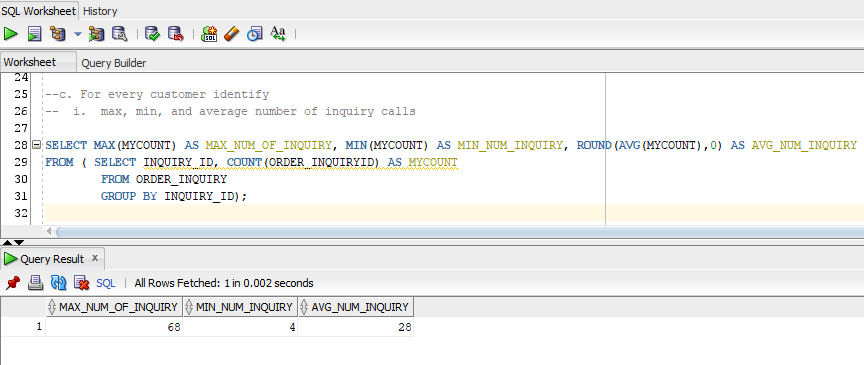 SQL Worksheet History
Worksheet Query Builder
24
25 --c. For every customer identify
26 -- i. max, min, and average number of inquiry calls
27
28 SELECT MAX(MYCOUNT) AS MAX_NUM_OF_INQUIRY, MIN(MYCOUNT) AS MIN_NUM_INQUIRY, ROUND(AVG(MYCOUNT),0) AS AVG_NUM_INQUIRY
29 FROM ( SELECT INQUIRY_ID, COUNT(ORDER_INQUIRYID) AS MYCOUNT
30 FROM ORDER_INQUIRY
31 GROUP BY INQUIRY_ID);
32
Query Result x
SQL | All Rows Fetched: 1 in 0.002 seconds
MAX_NUM_OF_INQUIRY MIN_NUM_INQUIRY AVG_NUM_INQUIRY
1 68 4 28